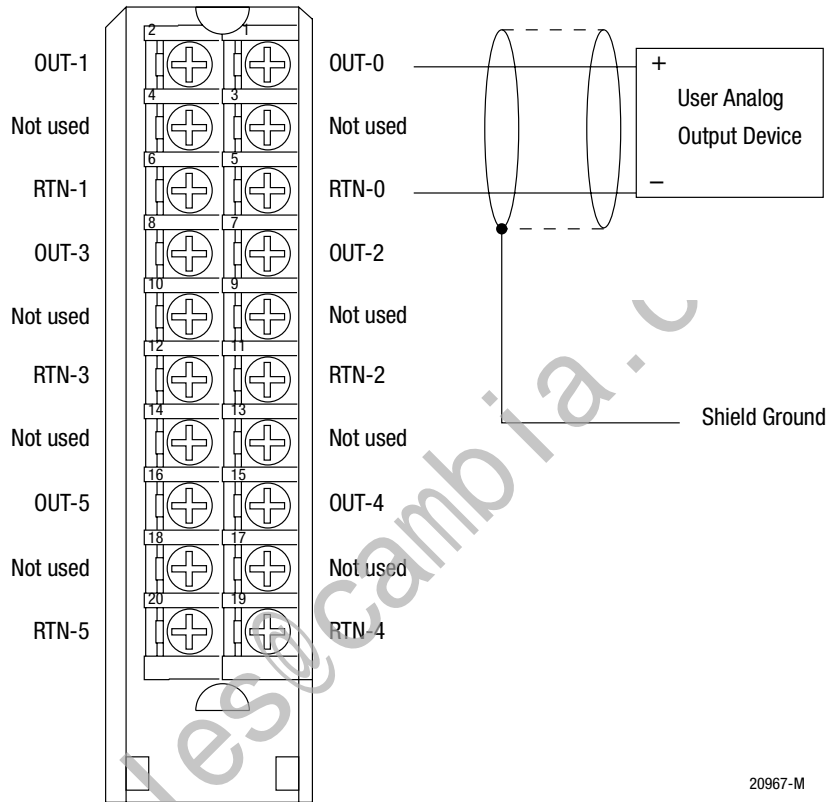 2 1
OUT-1 OUT-0
+
User Analog
Output Device
4 3
Not used Not used
6 5
RTN-1 RTN-0
−
8 7
OUT-3 OUT-2
10 9
Not used Not used
12 11
RTN-3 RTN-2
14 13
Not used Not used
Shield Ground
16 15
OUT-5 OUT-4
18 17
Not used Not used
20 19
RTN-5 RTN-4
les@cambia.c
20967-M